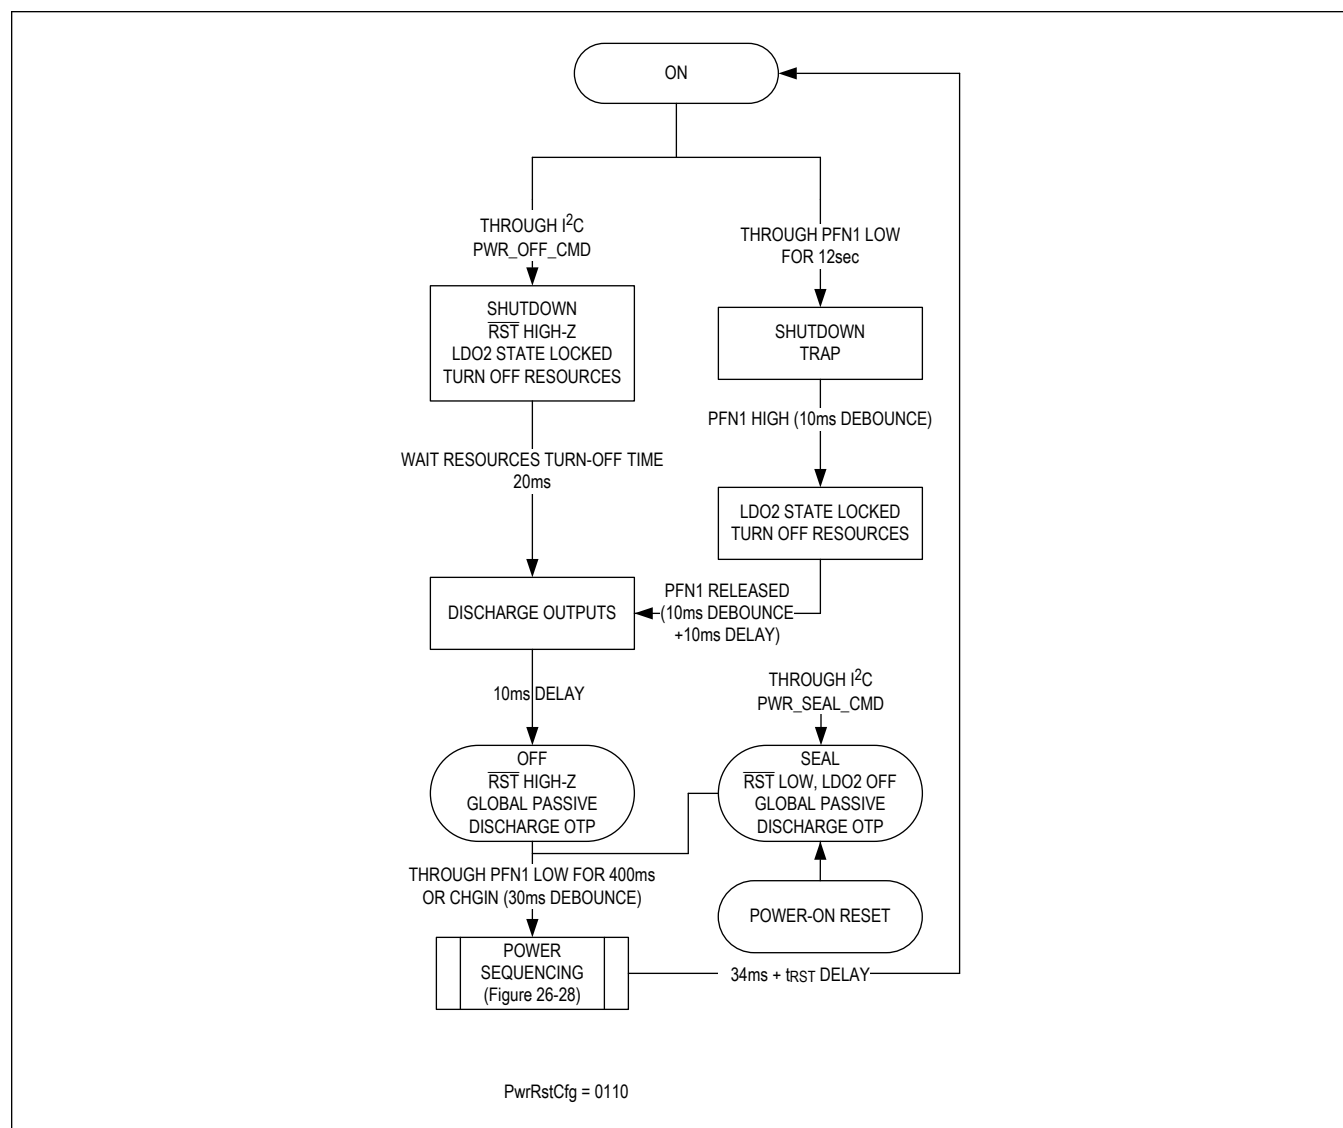 ON
THROUGH I²C
PWR_OFF_CMD
THROUGH PFN1 LOW
FOR 12sec
SHUTDOWN
RST HIGH-Z
LDO2 STATE LOCKED
TURN OFF RESOURCES
SHUTDOWN
TRAP
PFN1 HIGH (10ms DEBOUNCE)
WAIT RESOURCES TURN-OFF TIME
20ms
LDO2 STATE LOCKED
TURN OFF RESOURCES
DISCHARGE OUTPUTS
PFN1 RELEASED
(10ms DEBOUNCE
+10ms DELAY)
10ms DELAY
THROUGH I²C
PWR_SEAL_CMD
OFF
RST HIGH-Z
GLOBAL PASSIVE
DISCHARGE OTP
SEAL
RST LOW, LDO2 OFF
GLOBAL PASSIVE
DISCHARGE OTP
THROUGH PFN1 LOW FOR 400ms
OR CHGIN (30ms DEBOUNCE)
POWER-ON RESET
POWER
SEQUENCING
(Figure 26-28)
34ms + tRST DELAY
PwrRstCfg = 0110